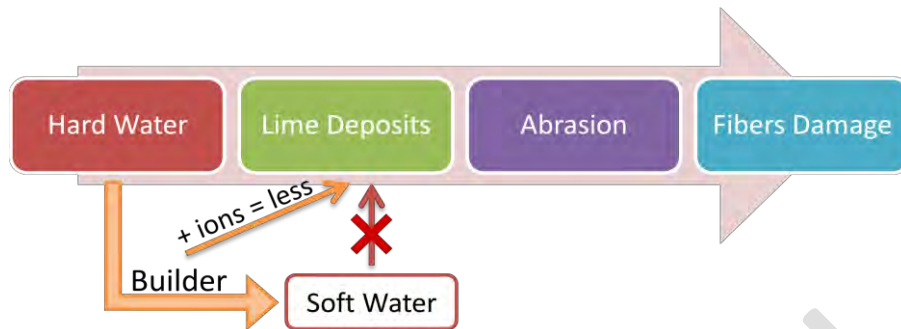 Hard Water
Lime Deposits
Abrasion
Fibers Damage
+ ions = less
Builder
Soft Water